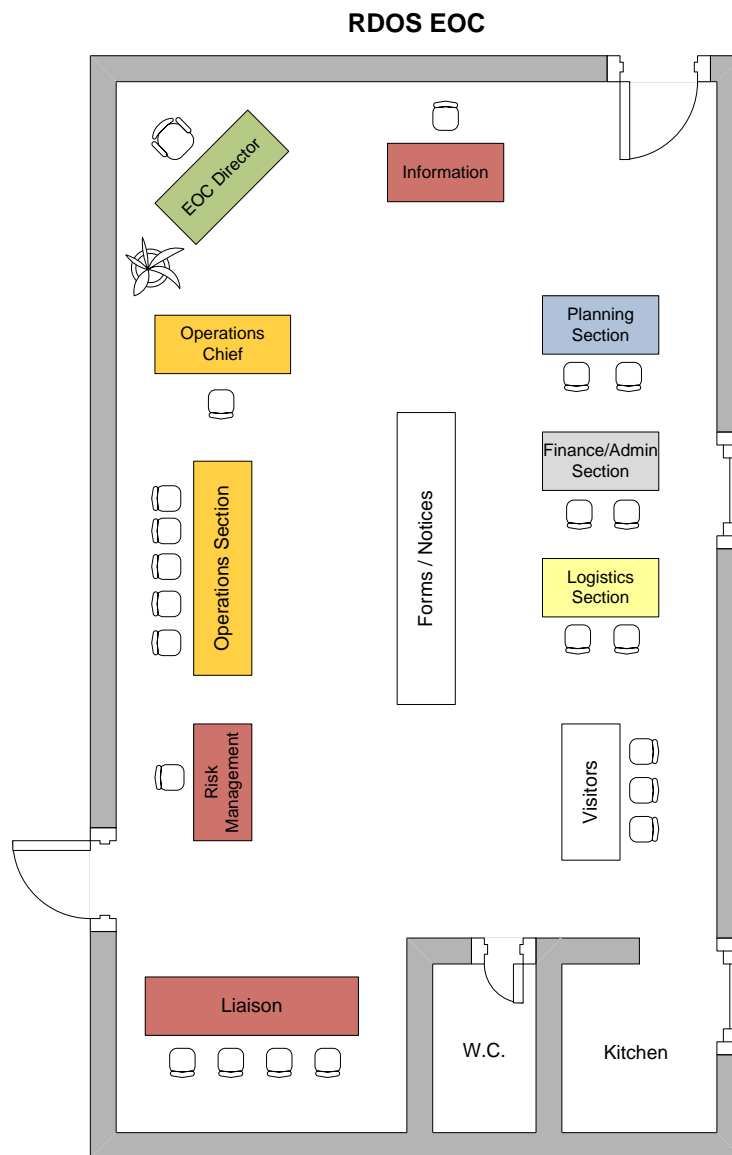 RDOS EOC
EOC Director
Information
Operations
Chief
Planning
Section
Finance/Admin
Section
Operations Section
Forms / Notices
Logistics
Section
Risk
Management
Visitors
Liaison
W.C.
Kitchen